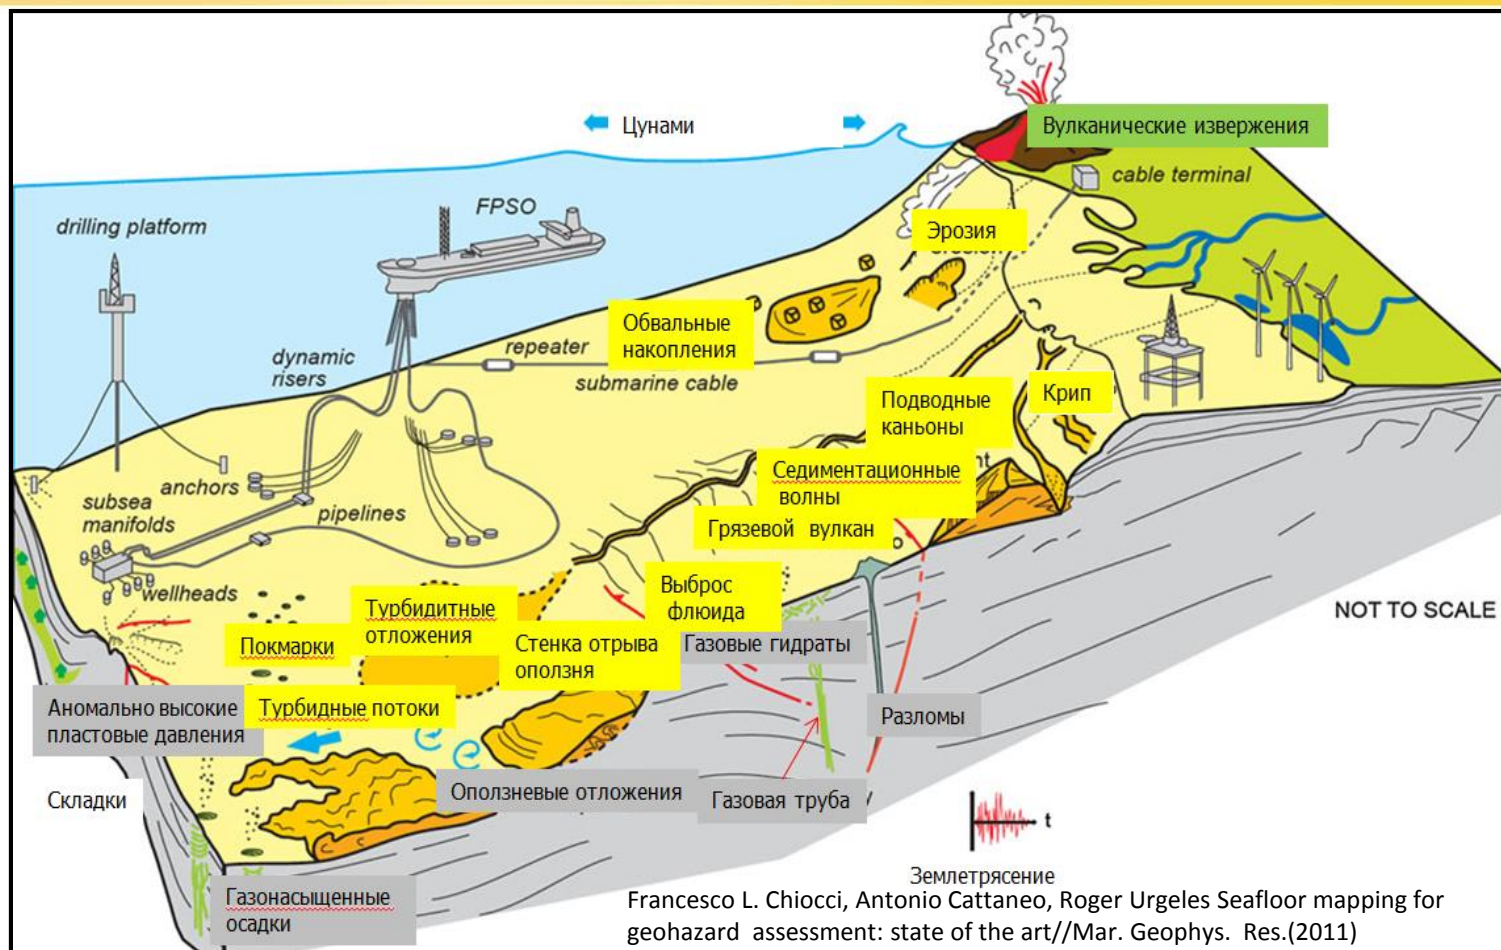 Цунами
Вулканические извержения
cable terminal
FPSO
drilling platform
Эрозия
Обвальные
накопления
repeater
dynamic
risers
submarine cable
Крип
Подводные
каньоны
Седиментационные
волны
anchors
subsea
manifolds
pipelines
Грязевой вулкан
wellheads
Выброс
флюида
Турбидитные
отложения
NOT TO SCALE
Покмарки
Стенка отрыва
оползня
Газовые гидраты
Аномально высокие
пластовые давления
Турбидные потоки
Разломы
Складки
Оползневые отложения
Газовая труба
t
Землетрясение
Газонасыщенные
осадки
Francesco L. Chiocci, Antonio Cattaneo, Roger Urgeles Seafloor mapping for
geohazard assessment: state of the art//Mar. Geophys. Res.(2011)